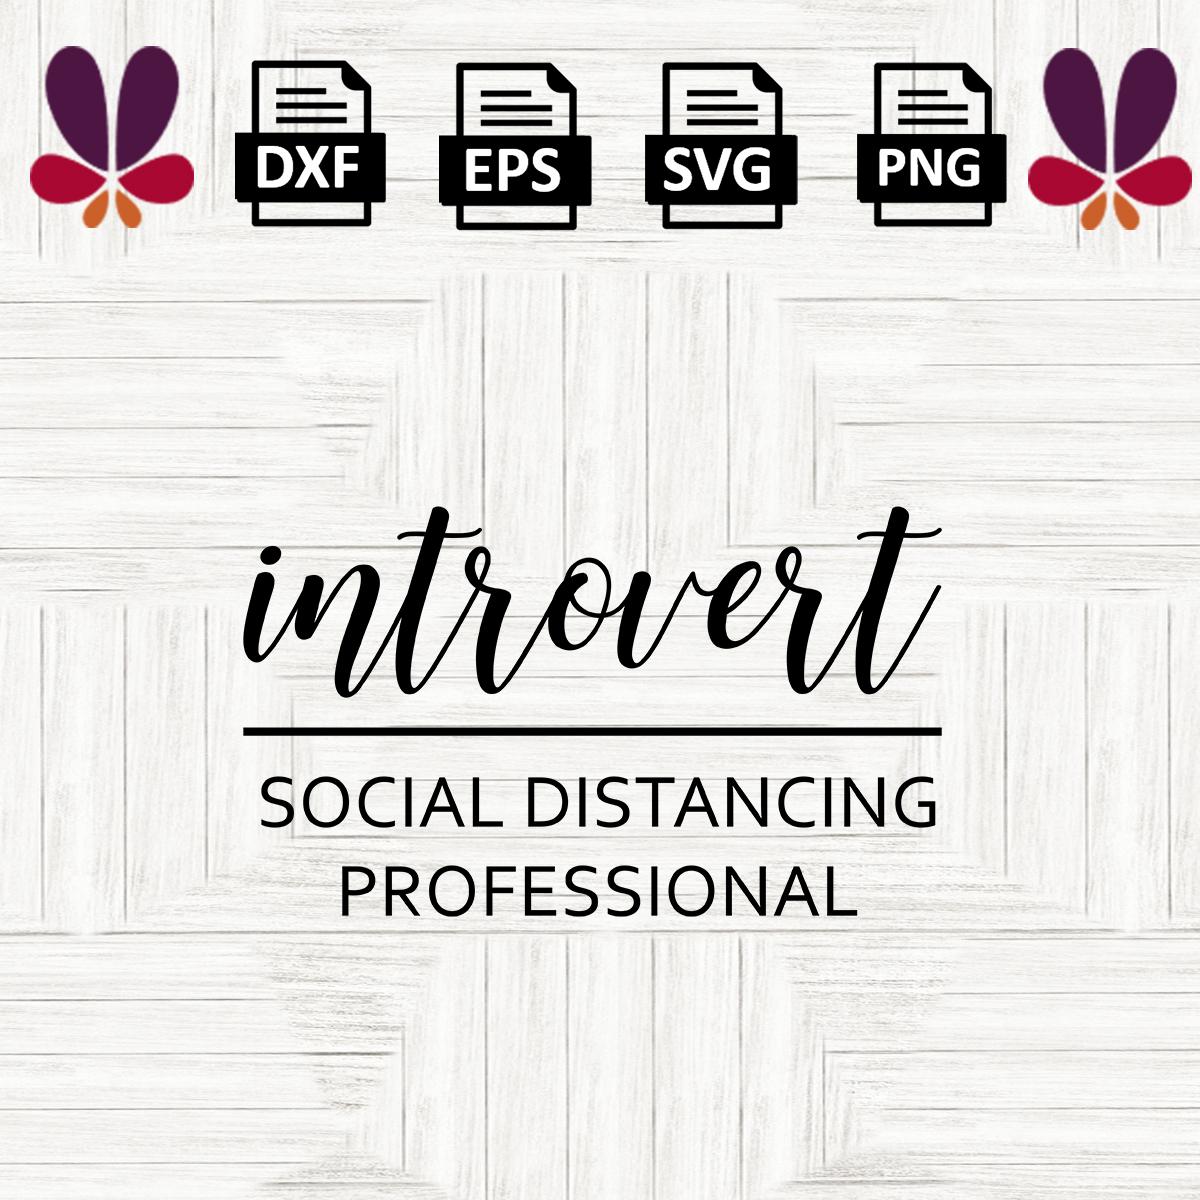 DXF EPS SVG PNG
introvert
SOCIAL DISTANCING
PROFESSIONAL